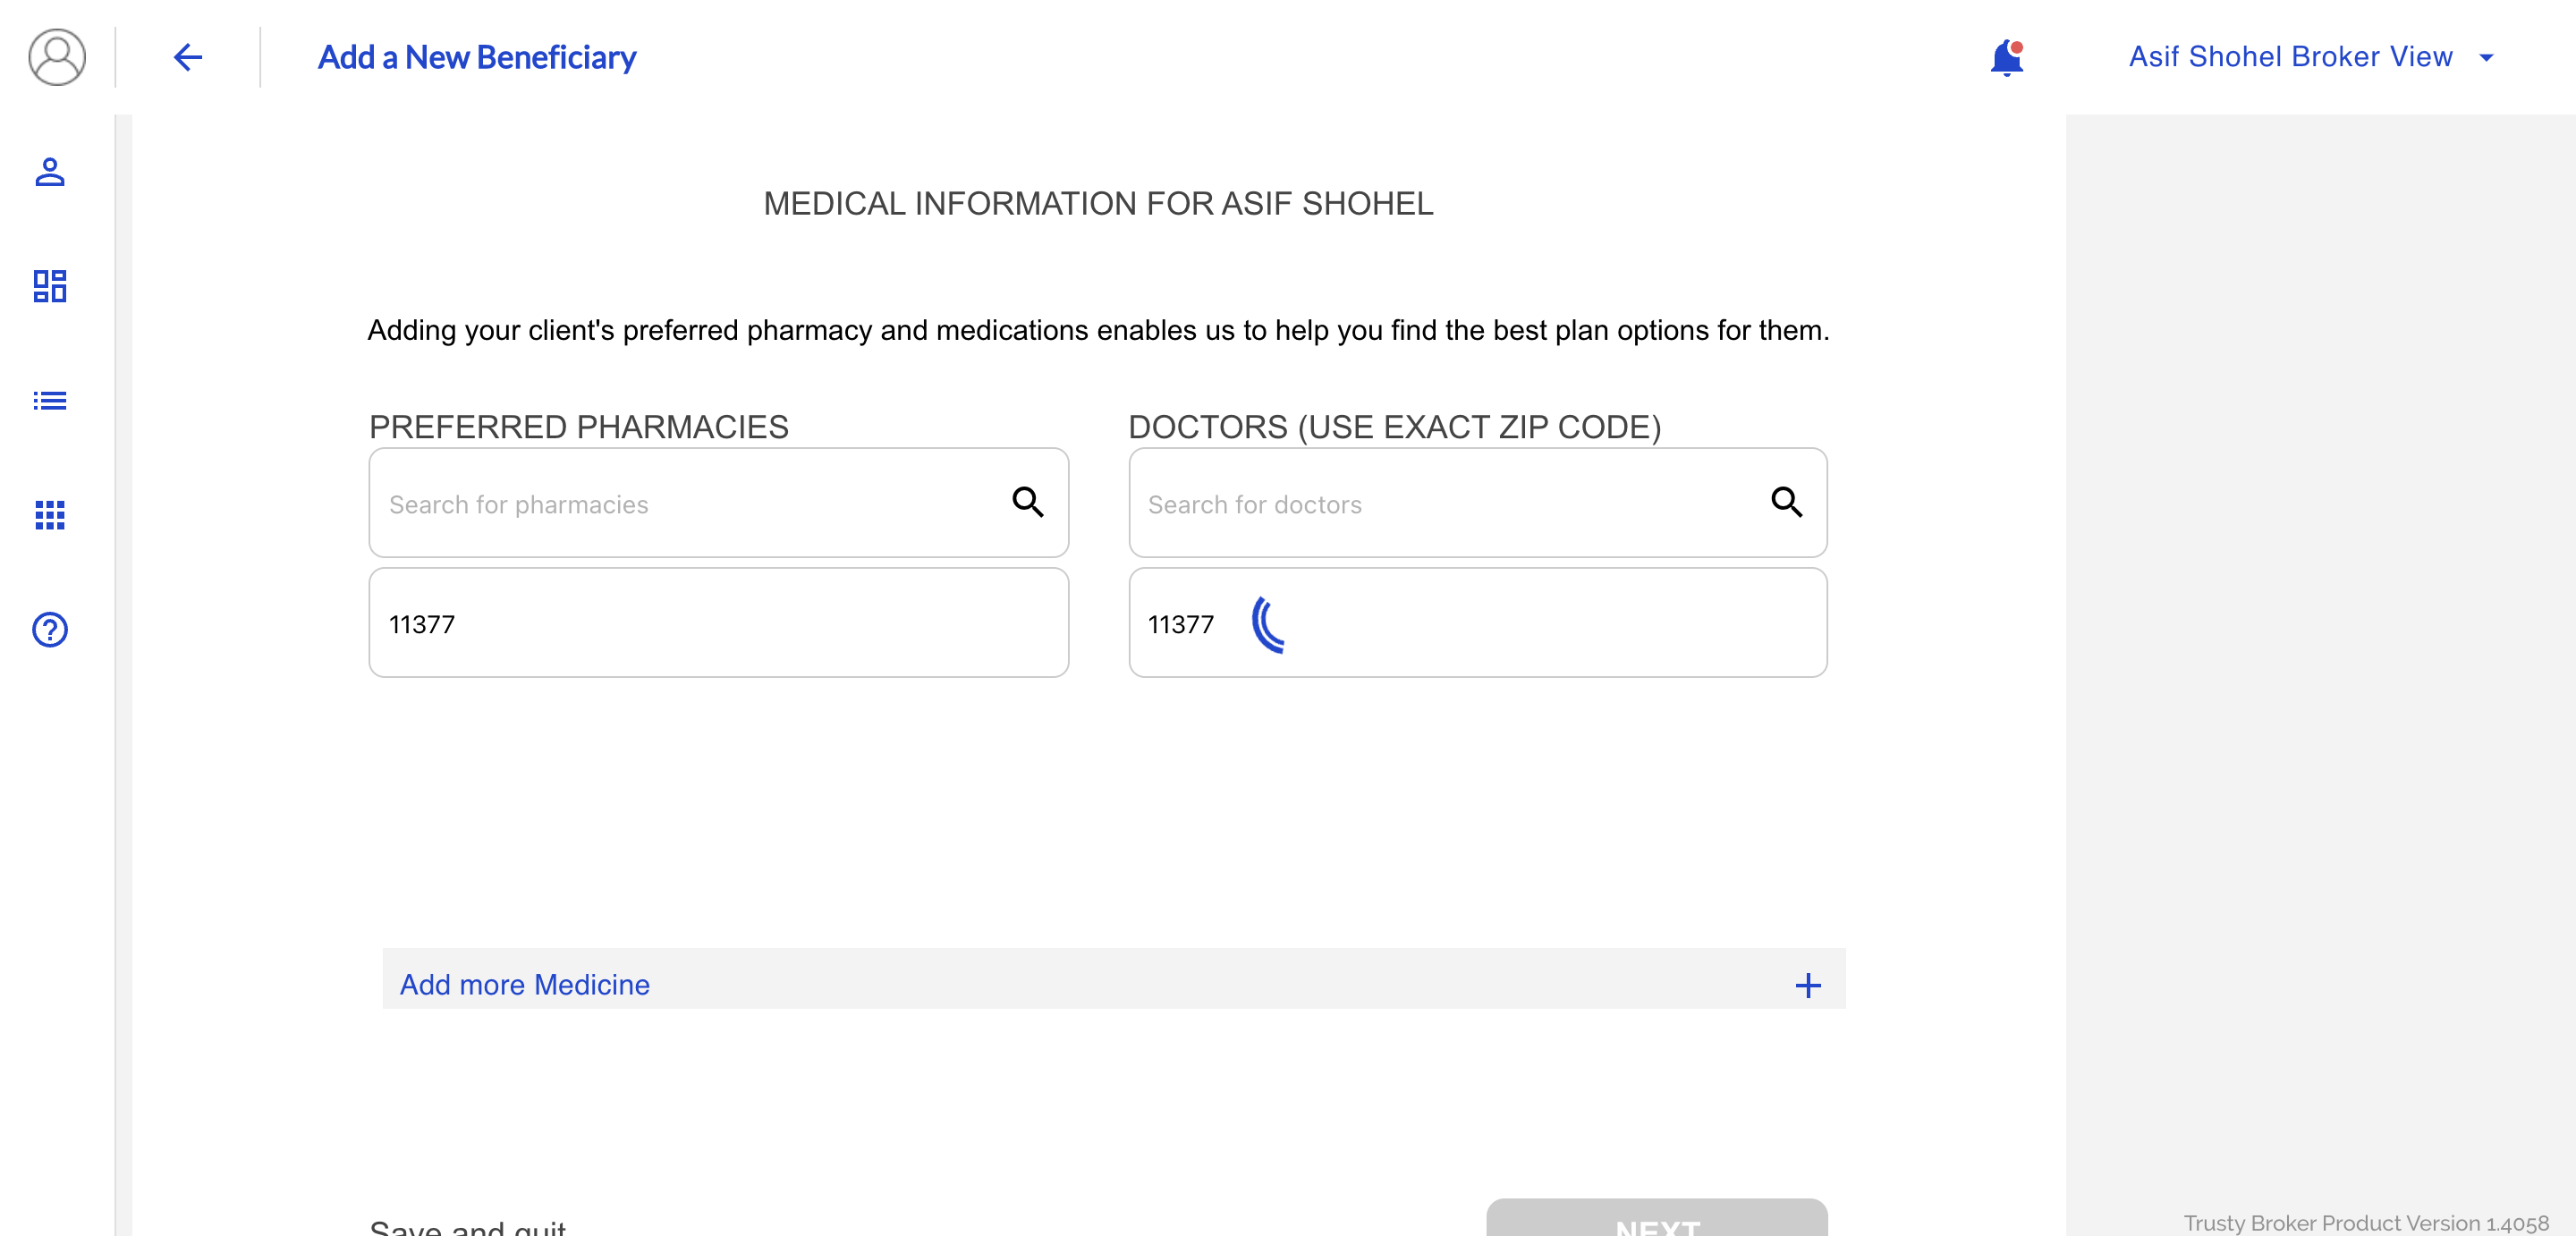 Add a New Beneficiary
Asif Shohel Broker View
MEDICAL INFORMATION FOR ASIF SHOHEL
Adding your client's preferred pharmacy and medications enables us to help you find the best plan options for them.
PREFERRED PHARMACIES
DOCTORS (USE EXACT ZIP CODE)
Search for pharmacies
Search for doctors
11377
11377
Add more Medicine
Save and quit
NEXT
Trusty Broker Product Version 1.4058